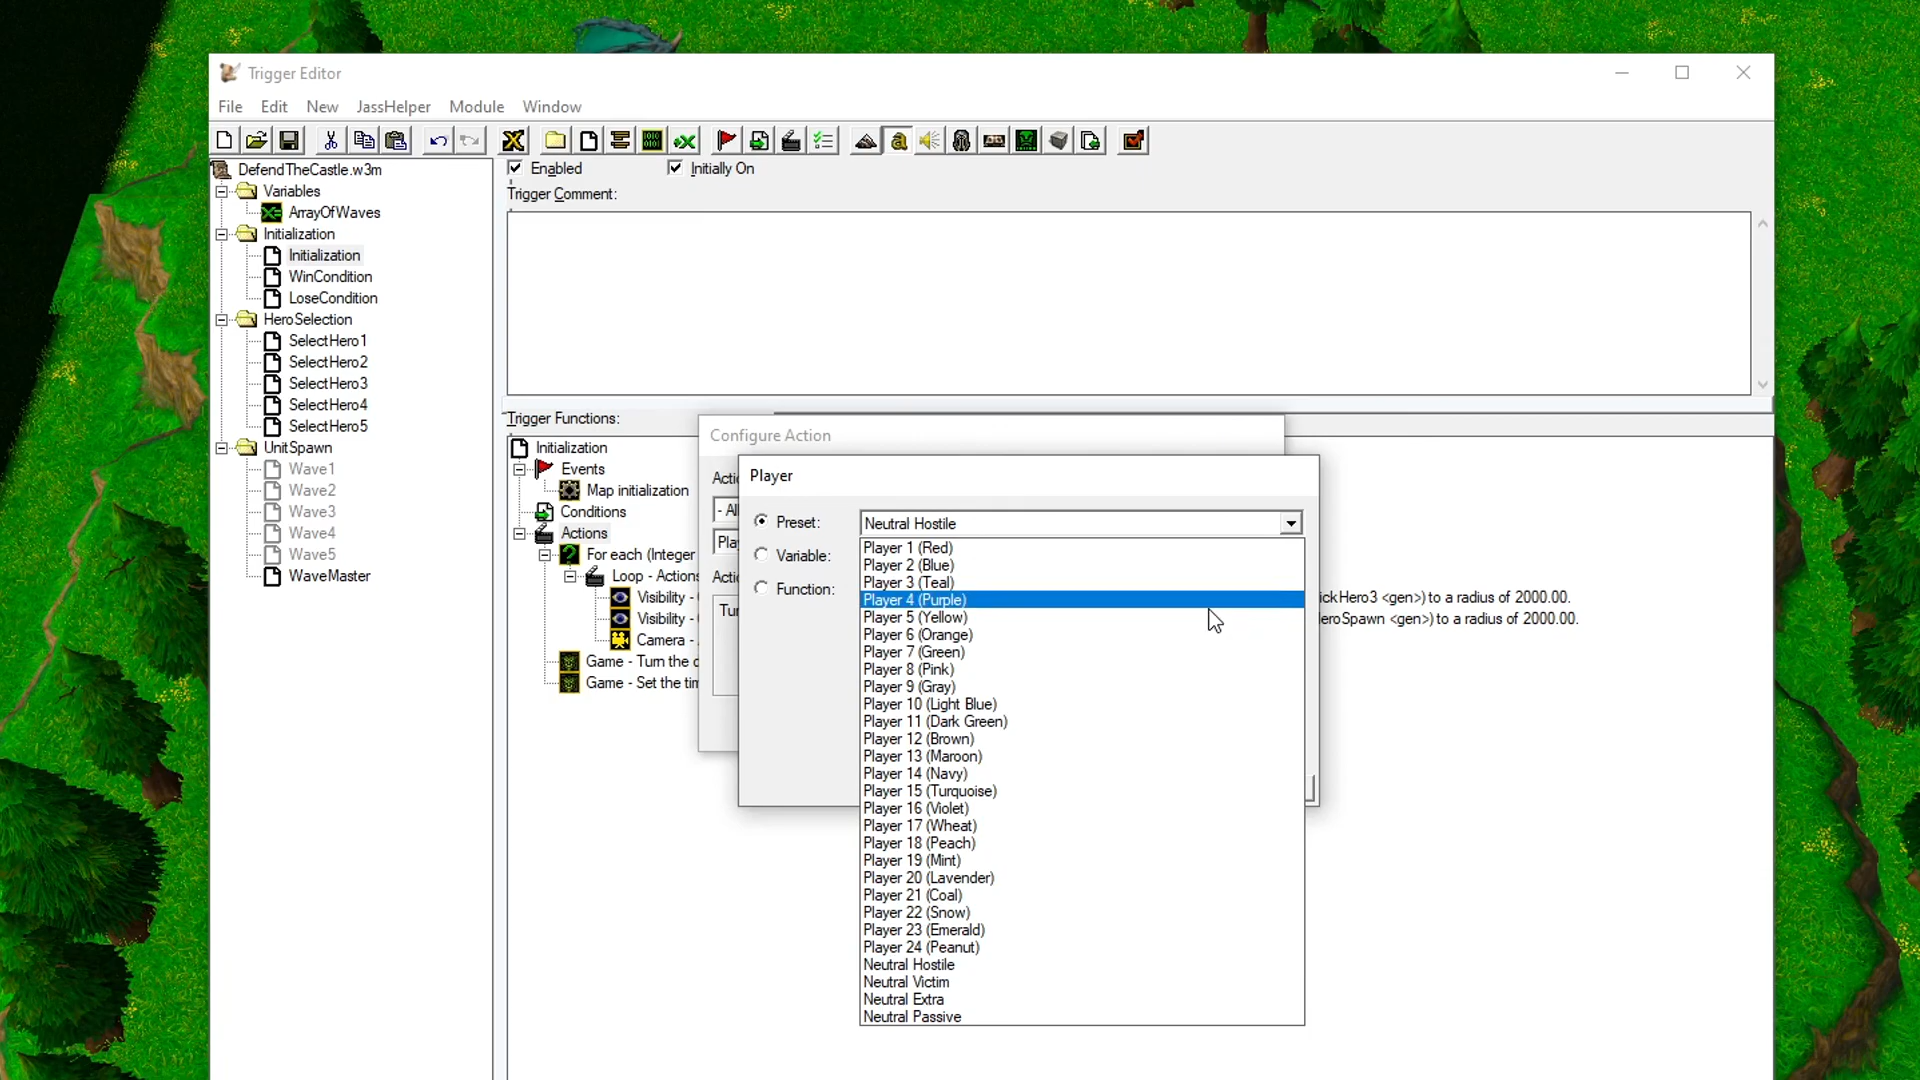 Trigger Editor
File Edit New JassHelper Module Window
DefendTheCastle.w3m
Variables
ArrayOfWaves
Initialization
Initialization
WinCondition
LoseCondition
HeroSelection
SelectHero1
SelectHero2
SelectHero3
SelectHero4
SelectHero5
UnitSpawn
Wave1
Wave2
Wave3
Wave4
Wave5
WaveMaster
Enabled Initially On
Trigger Comment:
Trigger Functions:
Initialization
Events
Map initialization
Conditions
Actions
For each (Integer
Loop - Actions
Visibility -
Visibility -
Camera -
Game - Turn the
Game - Set the
ickHero3 <gen>) to a radius of 2000.00.
eroSpawn <gen>) to a radius of 2000.00.
Configure Action
Player
Preset: Neutral Hostile
Variable:
Function:
Player 1 (Red)
Player 2 (Blue)
Player 3 (Teal)
Player 4 (Purple)
Player 5 (Yellow)
Player 6 (Orange)
Player 7 (Green)
Player 8 (Pink)
Player 9 (Gray)
Player 10 (Light Blue)
Player 11 (Dark Green)
Player 12 (Brown)
Player 13 (Maroon)
Player 14 (Navy)
Player 15 (Turquoise)
Player 16 (Violet)
Player 17 (Wheat)
Player 18 (Peach)
Player 19 (Mint)
Player 20 (Lavender)
Player 21 (Coal)
Player 22 (Snow)
Player 23 (Emerald)
Player 24 (Peanut)
Neutral Hostile
Neutral Victim
Neutral Extra
Neutral Passive